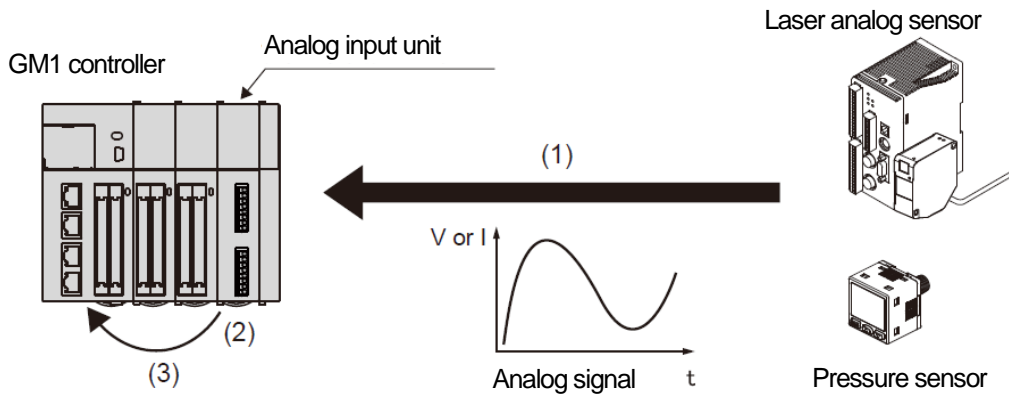 Laser analog sensor
Analog input unit
GM1 controller
(1)
V or I
(2)
(3)
Analog signal
t
Pressure sensor